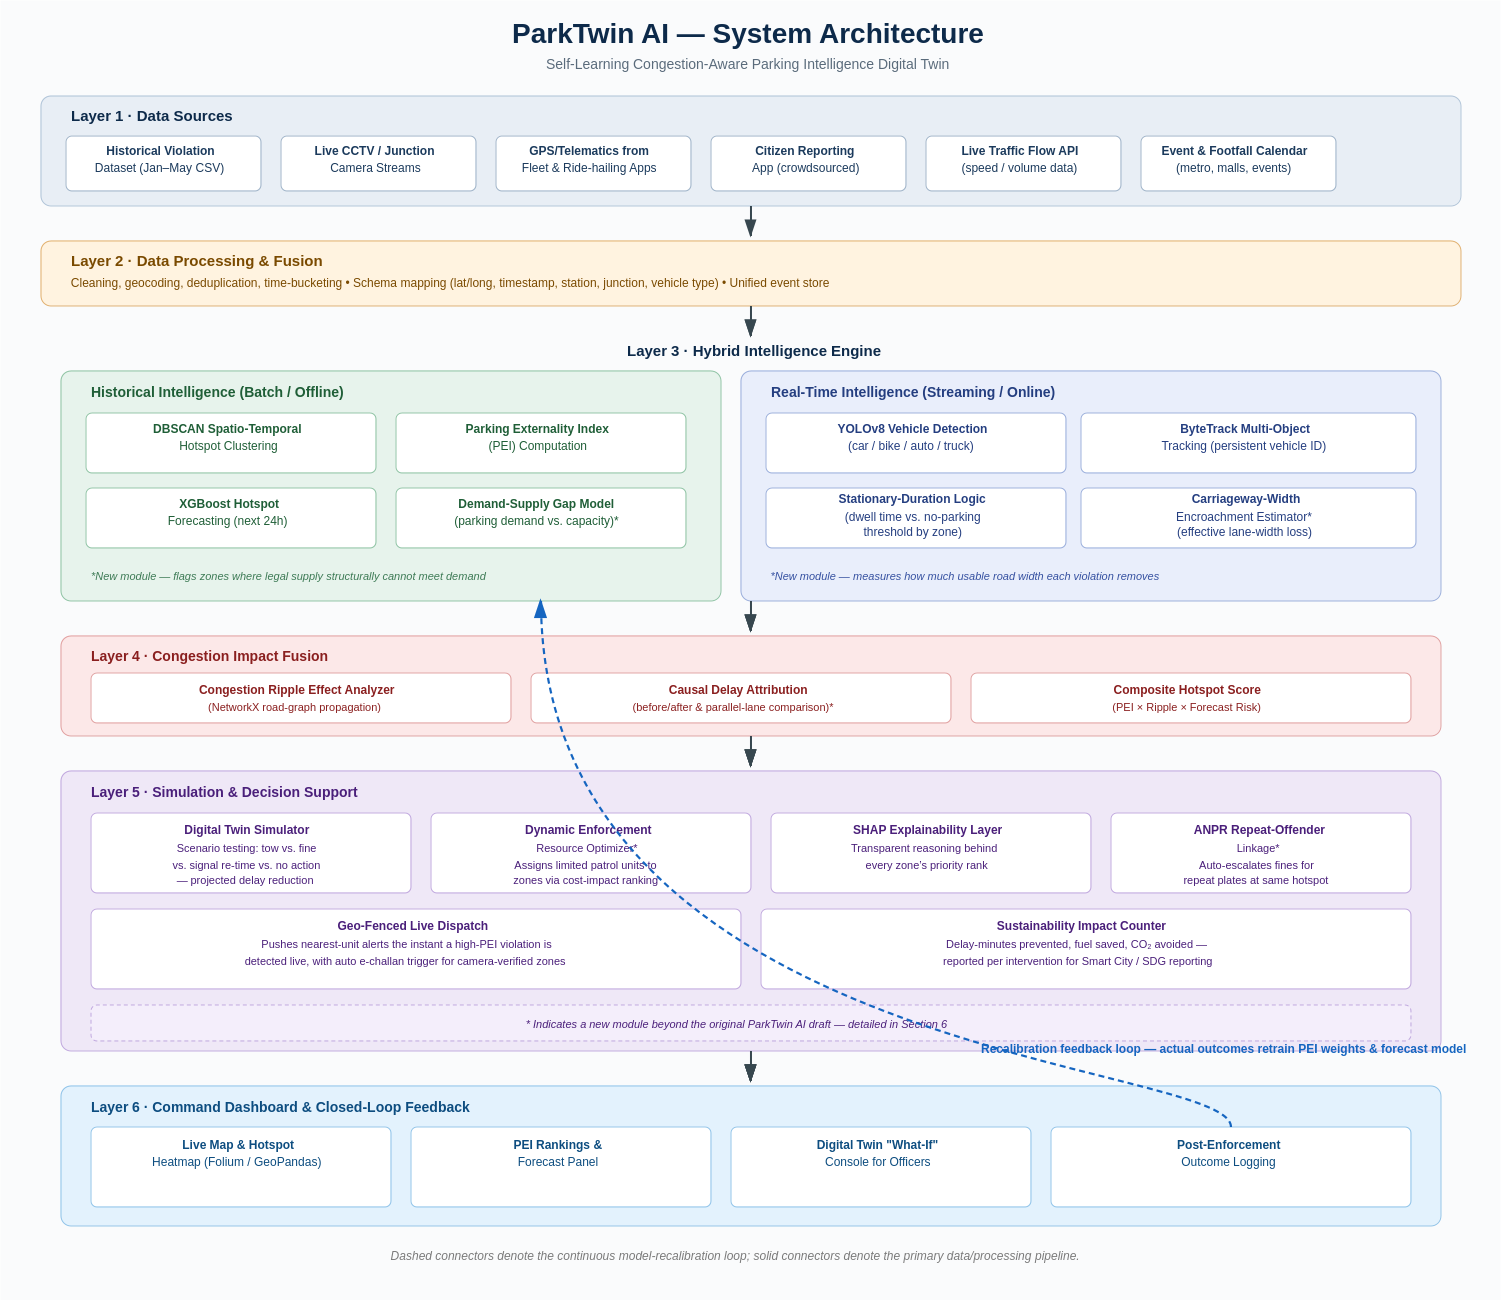 ParkTwin AI — System Architecture
Self-Learning Congestion-Aware Parking Intelligence Digital Twin
Layer 1 · Data Sources
Historical Violation
Dataset (Jan–May CSV)
Live CCTV / Junction
Camera Streams
GPS/Telematics from
Fleet & Ride-hailing Apps
Citizen Reporting
App (crowdsourced)
Live Traffic Flow API
(speed / volume data)
Event & Footfall Calendar
(metro, malls, events)
Layer 2 · Data Processing & Fusion
Cleaning, geocoding, deduplication, time-bucketing • Schema mapping (lat/long, timestamp, station, junction, vehicle type) • Unified event store
Layer 3 · Hybrid Intelligence Engine
Historical Intelligence (Batch / Offline)
DBSCAN Spatio-Temporal
Hotspot Clustering
Parking Externality Index
(PEI) Computation
XGBoost Hotspot
Forecasting (next 24h)
Demand-Supply Gap Model
(parking demand vs. capacity)*
*New module — flags zones where legal supply structurally cannot meet demand
Real-Time Intelligence (Streaming / Online)
YOLOv8 Vehicle Detection
(car / bike / auto / truck)
ByteTrack Multi-Object
Tracking (persistent vehicle ID)
Stationary-Duration Logic
(dwell time vs. no-parking
threshold by zone)
Carriageway-Width
Encroachment Estimator*
(effective lane-width loss)
*New module — measures how much usable road width each violation removes
Layer 4 · Congestion Impact Fusion
Congestion Ripple Effect Analyzer
(NetworkX road-graph propagation)
Causal Delay Attribution
(before/after & parallel-lane comparison)*
Composite Hotspot Score
(PEI × Ripple × Forecast Risk)
Layer 5 · Simulation & Decision Support
Digital Twin Simulator
Scenario testing: tow vs. fine
vs. signal re-time vs. no action
— projected delay reduction
Dynamic Enforcement
Resource Optimizer*
Assigns limited patrol units to
zones via cost-impact ranking
SHAP Explainability Layer
Transparent reasoning behind
every zone's priority rank
ANPR Repeat-Offender
Linkage*
Auto-escalates fines for
repeat plates at same hotspot
Geo-Fenced Live Dispatch
Pushes nearest-unit alerts the instant a high-PEI violation is
detected live, with auto e-challan trigger for camera-verified zones
Sustainability Impact Counter
Delay-minutes prevented, fuel saved, CO₂ avoided —
reported per intervention for Smart City / SDG reporting
* Indicates a new module beyond the original ParkTwin AI draft — detailed in Section 6
Recalibration feedback loop — actual outcomes retrain PEI weights & forecast model
Layer 6 · Command Dashboard & Closed-Loop Feedback
Live Map & Hotspot
Heatmap (Folium / GeoPandas)
PEI Rankings &
Forecast Panel
Digital Twin "What-If"
Console for Officers
Post-Enforcement
Outcome Logging
Dashed connectors denote the continuous model-recalibration loop; solid connectors denote the primary data/processing pipeline.